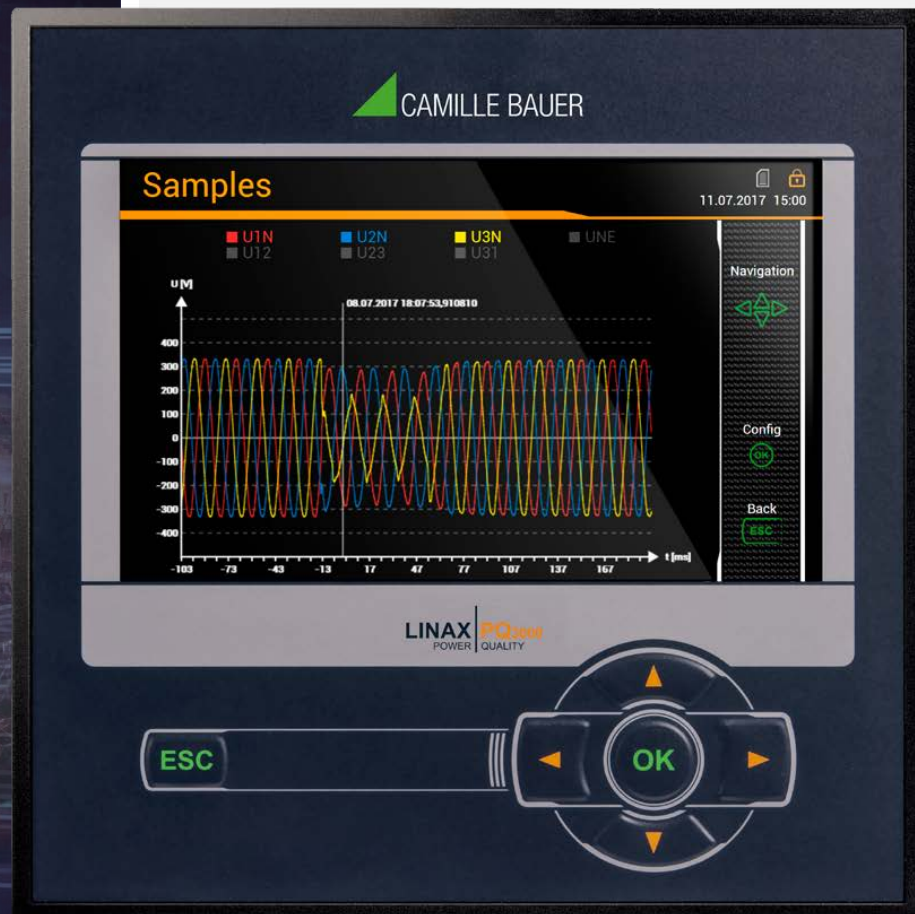 CAMILLE BAUER
Samples
11.07.2017 15:00
U1N U2N U3N UNE
U12 U23 U31
U [V]
08.07.2017 18:07:53,910810
400
300
200
100
0
-100
-200
-300
-400
-103 -73 -43 -13 17 47 77 107 137 167
t [ms]
Navigation
Config
OK
Back
ESC
LINAX PQ3000
POWER QUALITY
ESC
OK